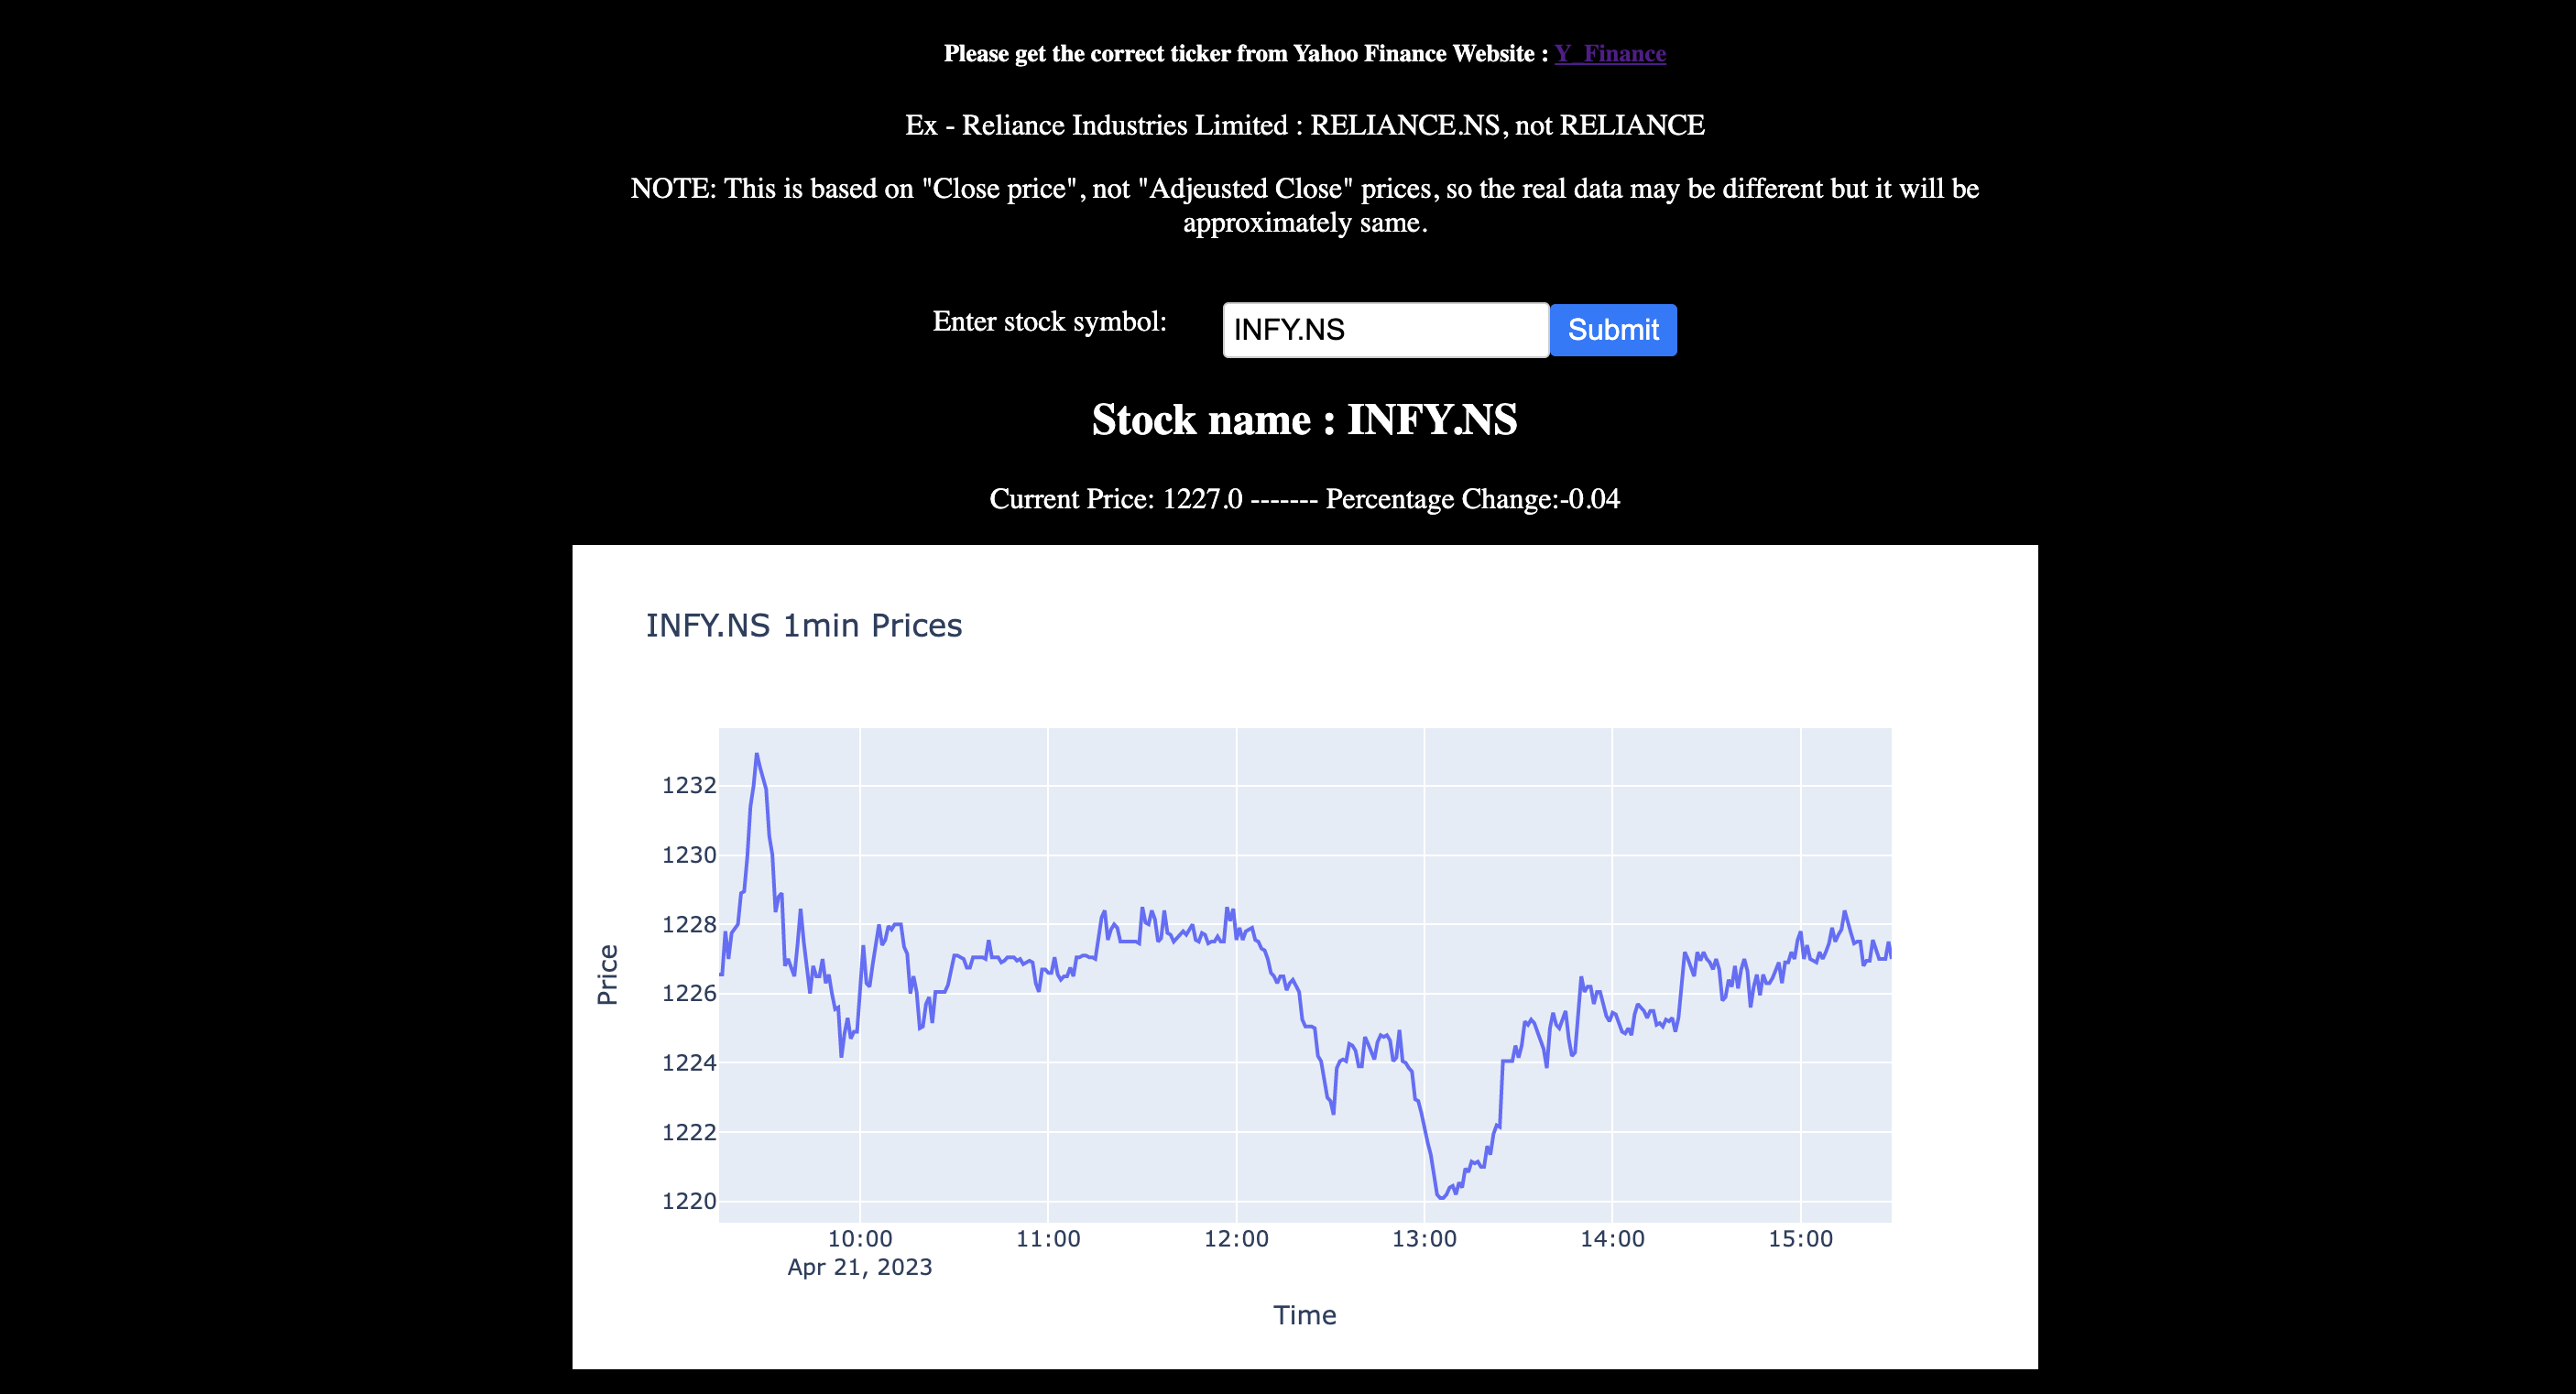 Please get the correct ticker from Yahoo Finance Website : Y_Finance
Ex - Reliance Industries Limited : RELIANCE.NS, not RELIANCE
NOTE: This is based on "Close price", not "Adjeusted Close" prices, so the real data may be different but it will be
approximately same.
Enter stock symbol: INFY.NS Submit
Stock name : INFY.NS
Current Price: 1227.0 ------- Percentage Change:-0.04
INFY.NS 1min Prices
1232
1230
1228
1226
1224
1222
1220
Price
10:00 11:00 12:00 13:00 14:00 15:00
Apr 21, 2023
Time